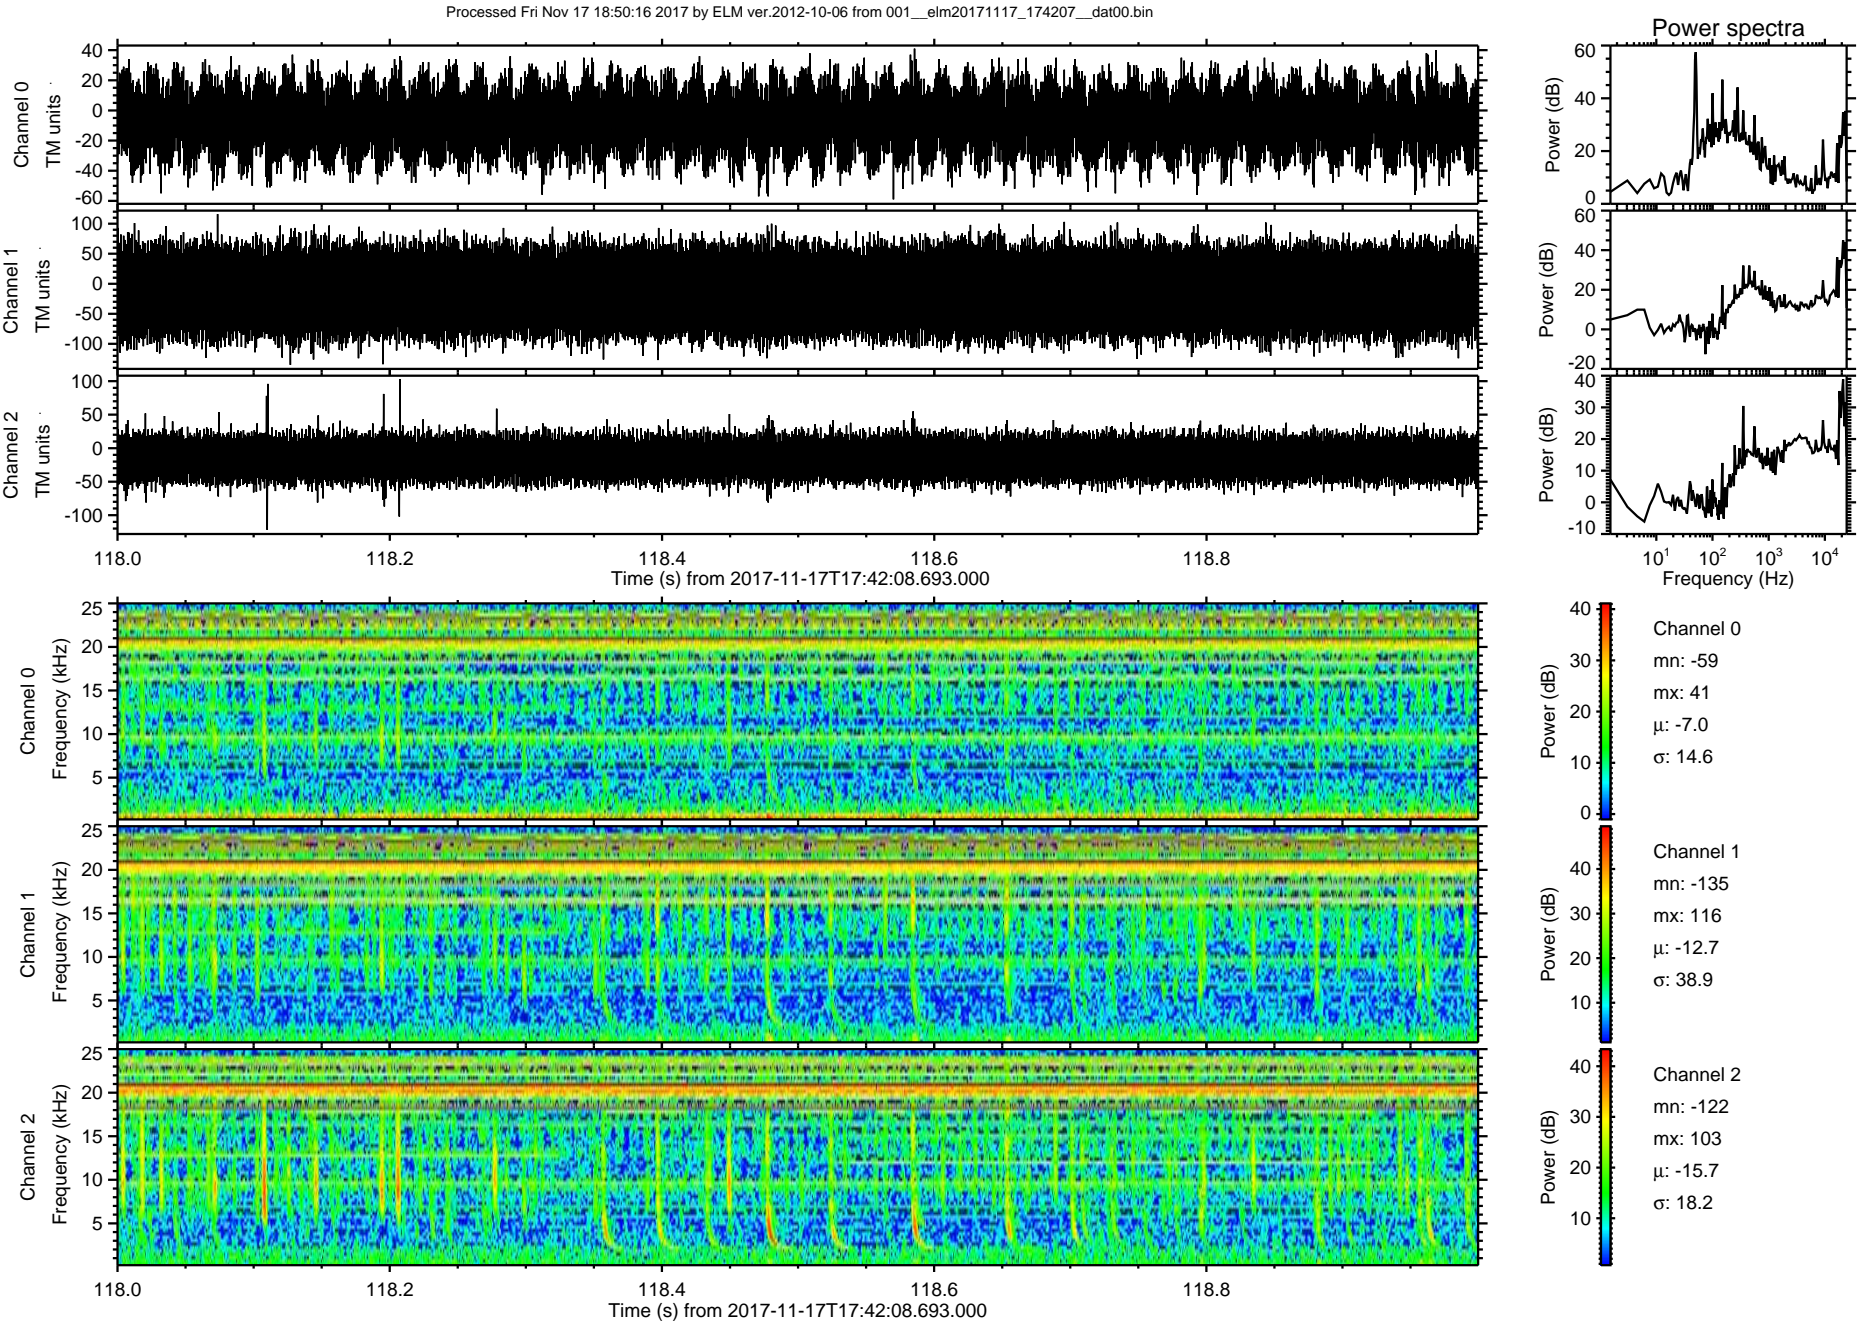 Processed Fri Nov 17 18:50:16 2017 by ELM ver.2012-10-06 from 001__elm20171117_174207__dat00.bin
Power spectra
Channel 0
TM units
40
20
0
-20
-40
-60
Power (dB)
60
40
20
0
Channel 1
TM units
100
50
0
-50
-100
Power (dB)
60
40
20
0
-20
Channel 2
TM units
100
50
0
-50
-100
Power (dB)
40
30
20
10
0
-10
118.0 118.2 118.4 118.6 118.8
Time (s) from 2017-11-17T17:42:08.693.000
10¹ 10² 10³ 10⁴
Frequency (Hz)
Channel 0
Frequency (kHz)
25
20
15
10
5
Power (dB)
40
30
20
10
0
Channel 0
mn: -59
mx: 41
μ: -7.0
σ: 14.6
Channel 1
Frequency (kHz)
25
20
15
10
5
Power (dB)
40
30
20
10
Channel 1
mn: -135
mx: 116
μ: -12.7
σ: 38.9
Channel 2
Frequency (kHz)
25
20
15
10
5
Power (dB)
40
30
20
10
Channel 2
mn: -122
mx: 103
μ: -15.7
σ: 18.2
118.0 118.2 118.4 118.6 118.8
Time (s) from 2017-11-17T17:42:08.693.000